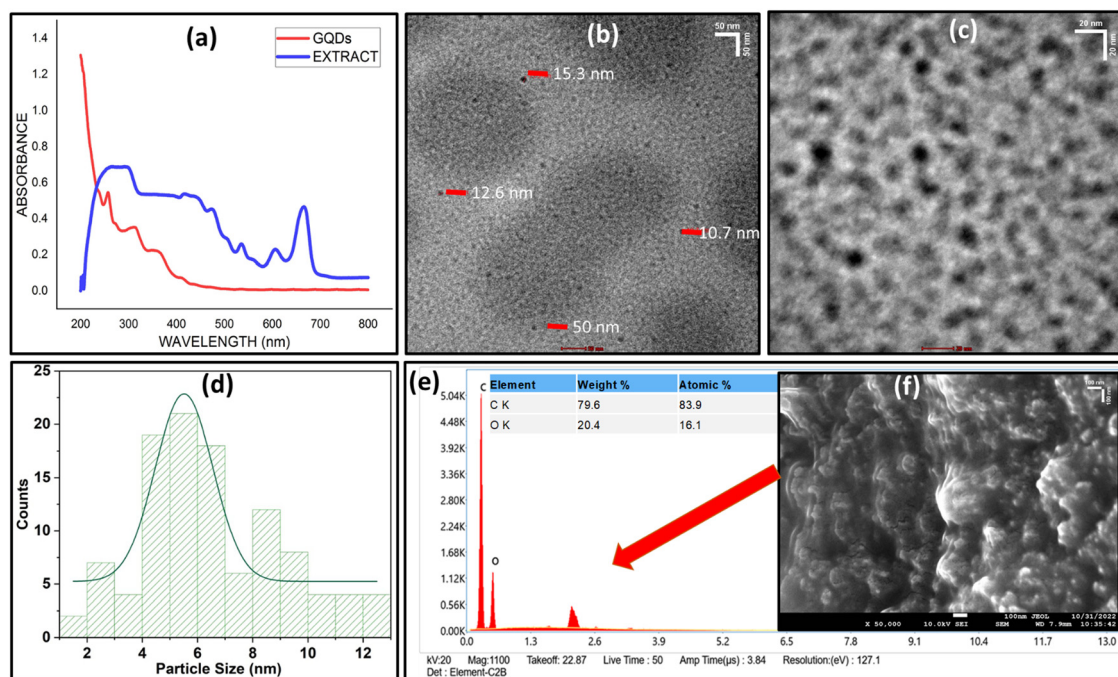 (a)
GQDs
EXTRACT
ABSORBANCE
1.4
1.2
1.0
0.8
0.6
0.4
0.2
0.0
200 300 400 500 600 700 800
WAVELENGTH (nm)
(b)
50 nm
50 nm
15.3 nm
12.6 nm
10.7 nm
50 nm
(c)
20 nm
20 nm
(d)
Counts
25
20
15
10
5
0
2 4 6 8 10 12
Particle Size (nm)
(e)
C
O
5.04K
4.48K
3.92K
3.36K
2.80K
2.24K
1.68K
1.12K
0.56K
0.00K
Element Weight % Atomic %
C K 79.6 83.9
O K 20.4 16.1
0.0 1.3 2.6 3.9 5.2 6.5 7.8 9.1 10.4 11.7 13.0
kV:20 Mag:1100 Takeoff: 22.87 Live Time : 50 Amp Time(µs) : 3.84 Resolution:(eV) : 127.1
Det : Element-C2B
(f)
100 nm
100 nm
100nm JEOL 10/31/2022
X 50,000 10.0kV SEI SEM WD 7.9mm 10:35:42